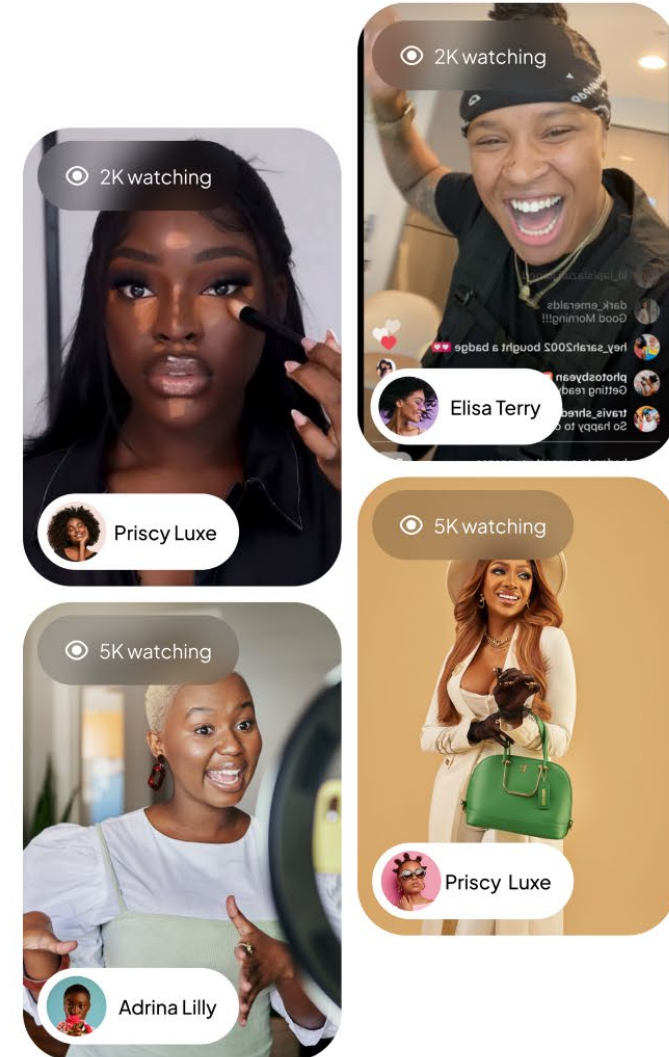 2K watching
Priscy Luxe
5K watching
Adrina Lilly
2K watching
dark_emeralds
Good Morning!!!
hey_sarah2002 bought a badge
photosbyean
Getting ready
So happy to
Elisa Terry
5K watching
Priscy Luxe